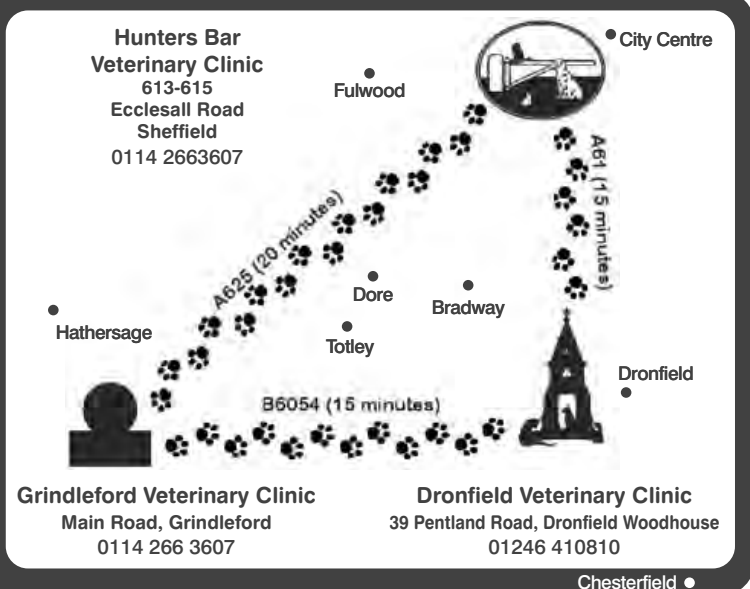 Hunters Bar
Veterinary Clinic
613-615
Ecclesall Road
Sheffield
0114 2663607
City Centre
Fulwood
A61 (15 minutes)
A625 (20 minutes)
Dore
Bradway
Hathersage
Totley
Dronfield
B6054 (15 minutes)
Grindleford Veterinary Clinic
Main Road, Grindleford
0114 266 3607
Dronfield Veterinary Clinic
39 Pentland Road, Dronfield Woodhouse
01246 410810
Chesterfield